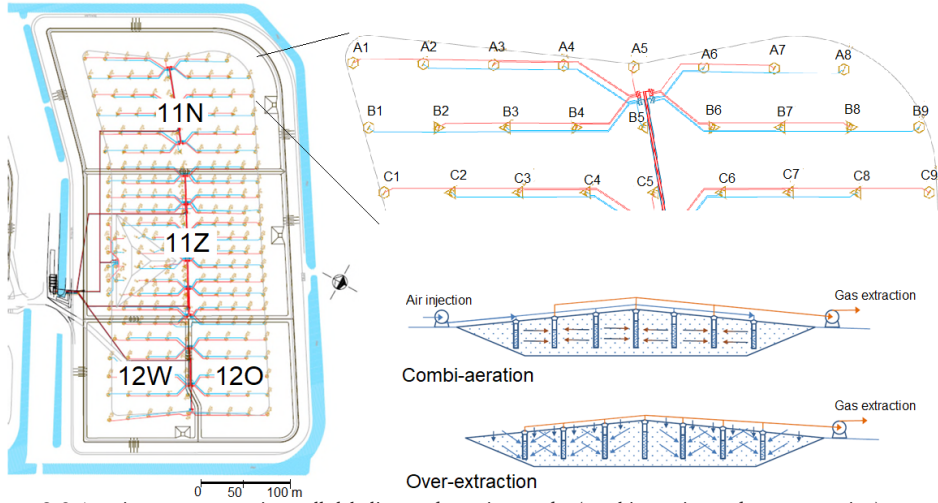 11N
11Z
12W
12O
0 50 100 m
A1 A2 A3 A4 A5 A6 A7 A8
B1 B2 B3 B4 B5 B6 B7 B8 B9
C1 C2 C3 C4 C5 C6 C7 C8 C9
Air injection
Gas extraction
Combi-aeration
Gas extraction
Over-extraction